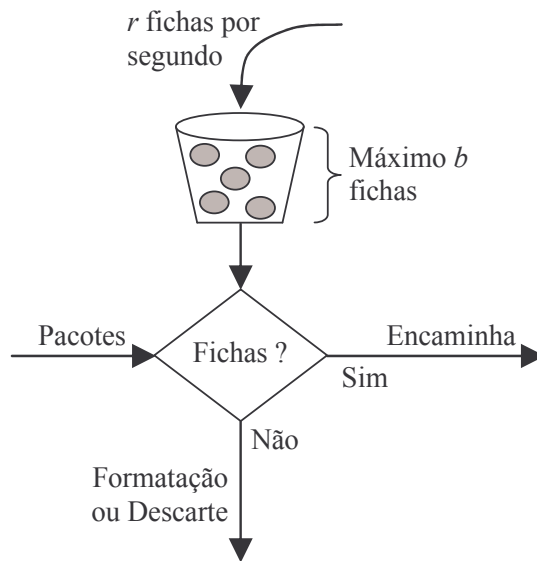 r fichas por
segundo
Máximo b
fichas
Pacotes
Fichas ?
Encaminha
Sim
Não
Formatação
ou Descarte